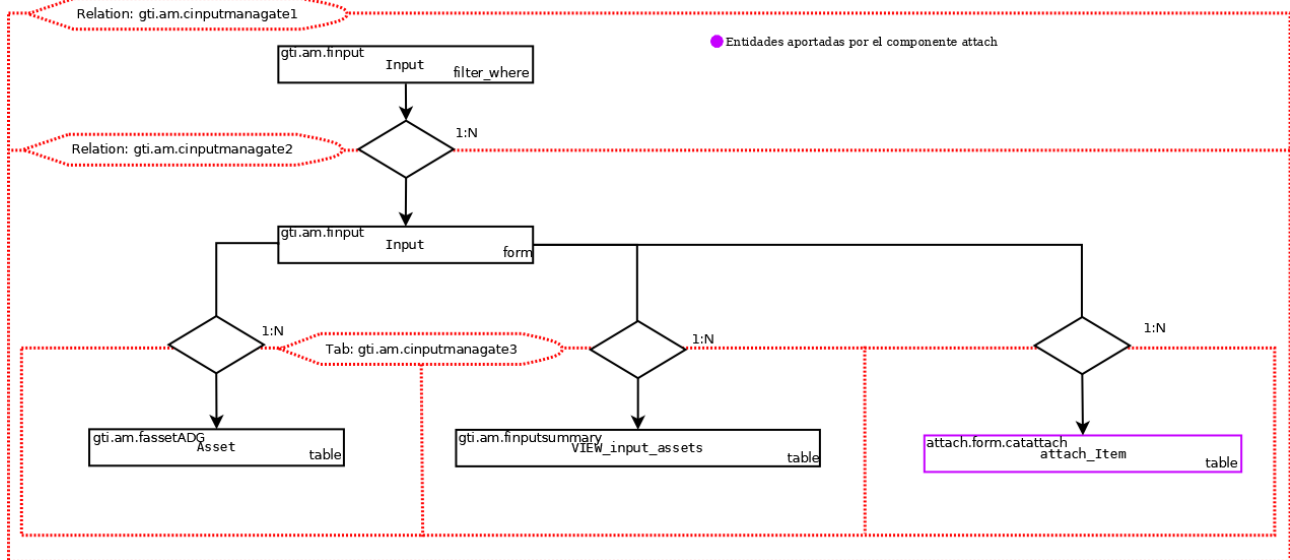 Relation: gti.am.cinputmanagate1
Entidades aportadas por el componente attach
gti.am.finput
Input
filter_where
1:N
Relation: gti.am.cinputmanagate2
gti.am.finput
Input
form
1:N
1:N
1:N
Tab: gti.am.cinputmanagate3
gti.am.fassetADG
Asset
table
gti.am.finputsummary
VIEW_input_assets
table
attach.form.catattach
attach_Item
table